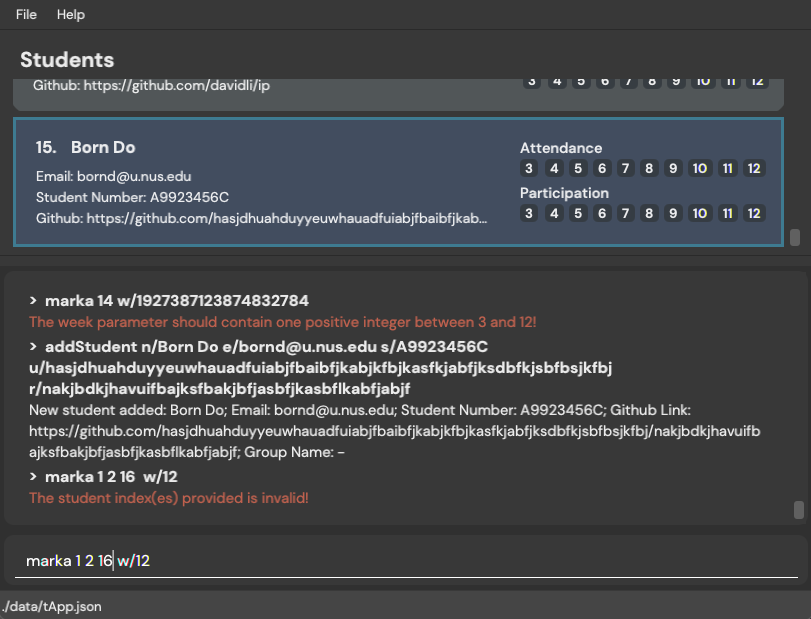 File Help
Students
Github: https://github.com/davidli/ip
3 4 5 6 7 8 9 10 11 12
15. Born Do
Email: bornd@u.nus.edu
Student Number: A9923456C
Github: https://github.com/hasjdhuahduyyeuwhauadfuiabjfbaibfjkab...
Attendance
3 4 5 6 7 8 9 10 11 12
Participation
3 4 5 6 7 8 9 10 11 12
> marka 14 w/1927387123874832784
The week parameter should contain one positive integer between 3 and 12!
> addStudent n/Born Do e/bornd@u.nus.edu s/A9923456C
u/hasjdhuahduyyeuwhauadfuiabjfbaibfjkabjkfbjkasfkjabfjksdbfkjsbfbsjkfbj
r/nakjbdkjhavuifbajksfbakjbfjasbfjkasbflkabfjabjf
New student added: Born Do; Email: bornd@u.nus.edu; Student Number: A9923456C; Github Link:
https://github.com/hasjdhuahduyyeuwhauadfuiabjfbaibfjkabjkfbjkasfkjabfjksdbfkjsbfbsjkfbj/nakjbdkjhavuifb
ajksfbakjbfjasbfjkasbflkabfjabjf; Group Name: -
> marka 1 2 16  w/12
The student index(es) provided is invalid!
marka 1 2 16 w/12
./data/tApp.json